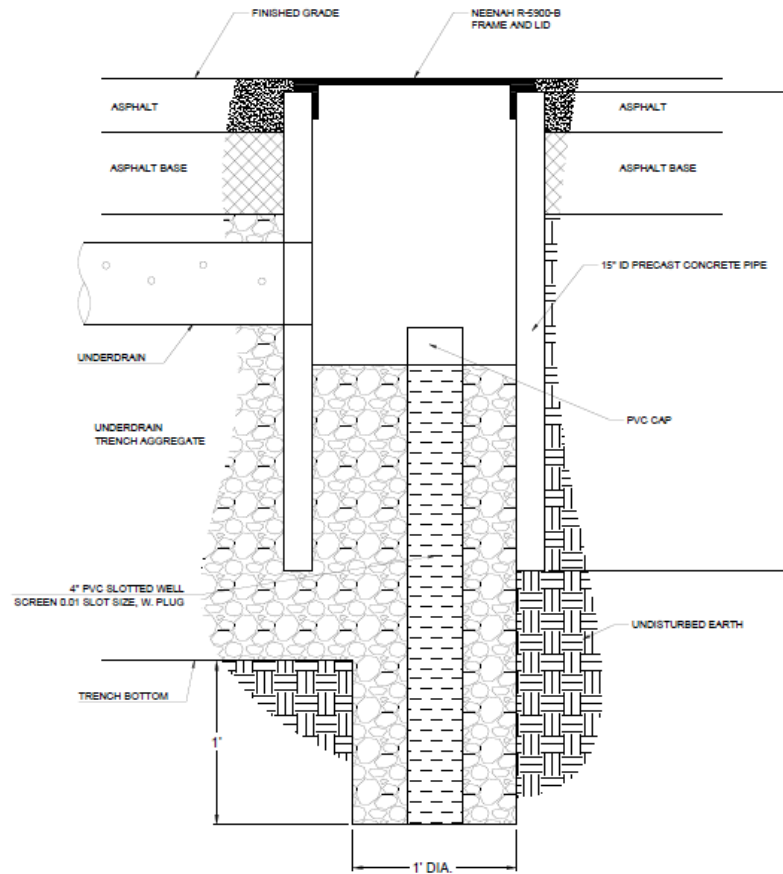 FINISHED GRADE
NEENAH R-5900-B
FRAME AND LID
ASPHALT
ASPHALT
ASPHALT BASE
ASPHALT BASE
15" ID PRECAST CONCRETE PIPE
UNDERDRAIN
PVC CAP
UNDERDRAIN
TRENCH AGGREGATE
4" PVC SLOTTED WELL
SCREEN 0.01 SLOT SIZE, W. PLUG
UNDISTURBED EARTH
TRENCH BOTTOM
1'
1' DIA.